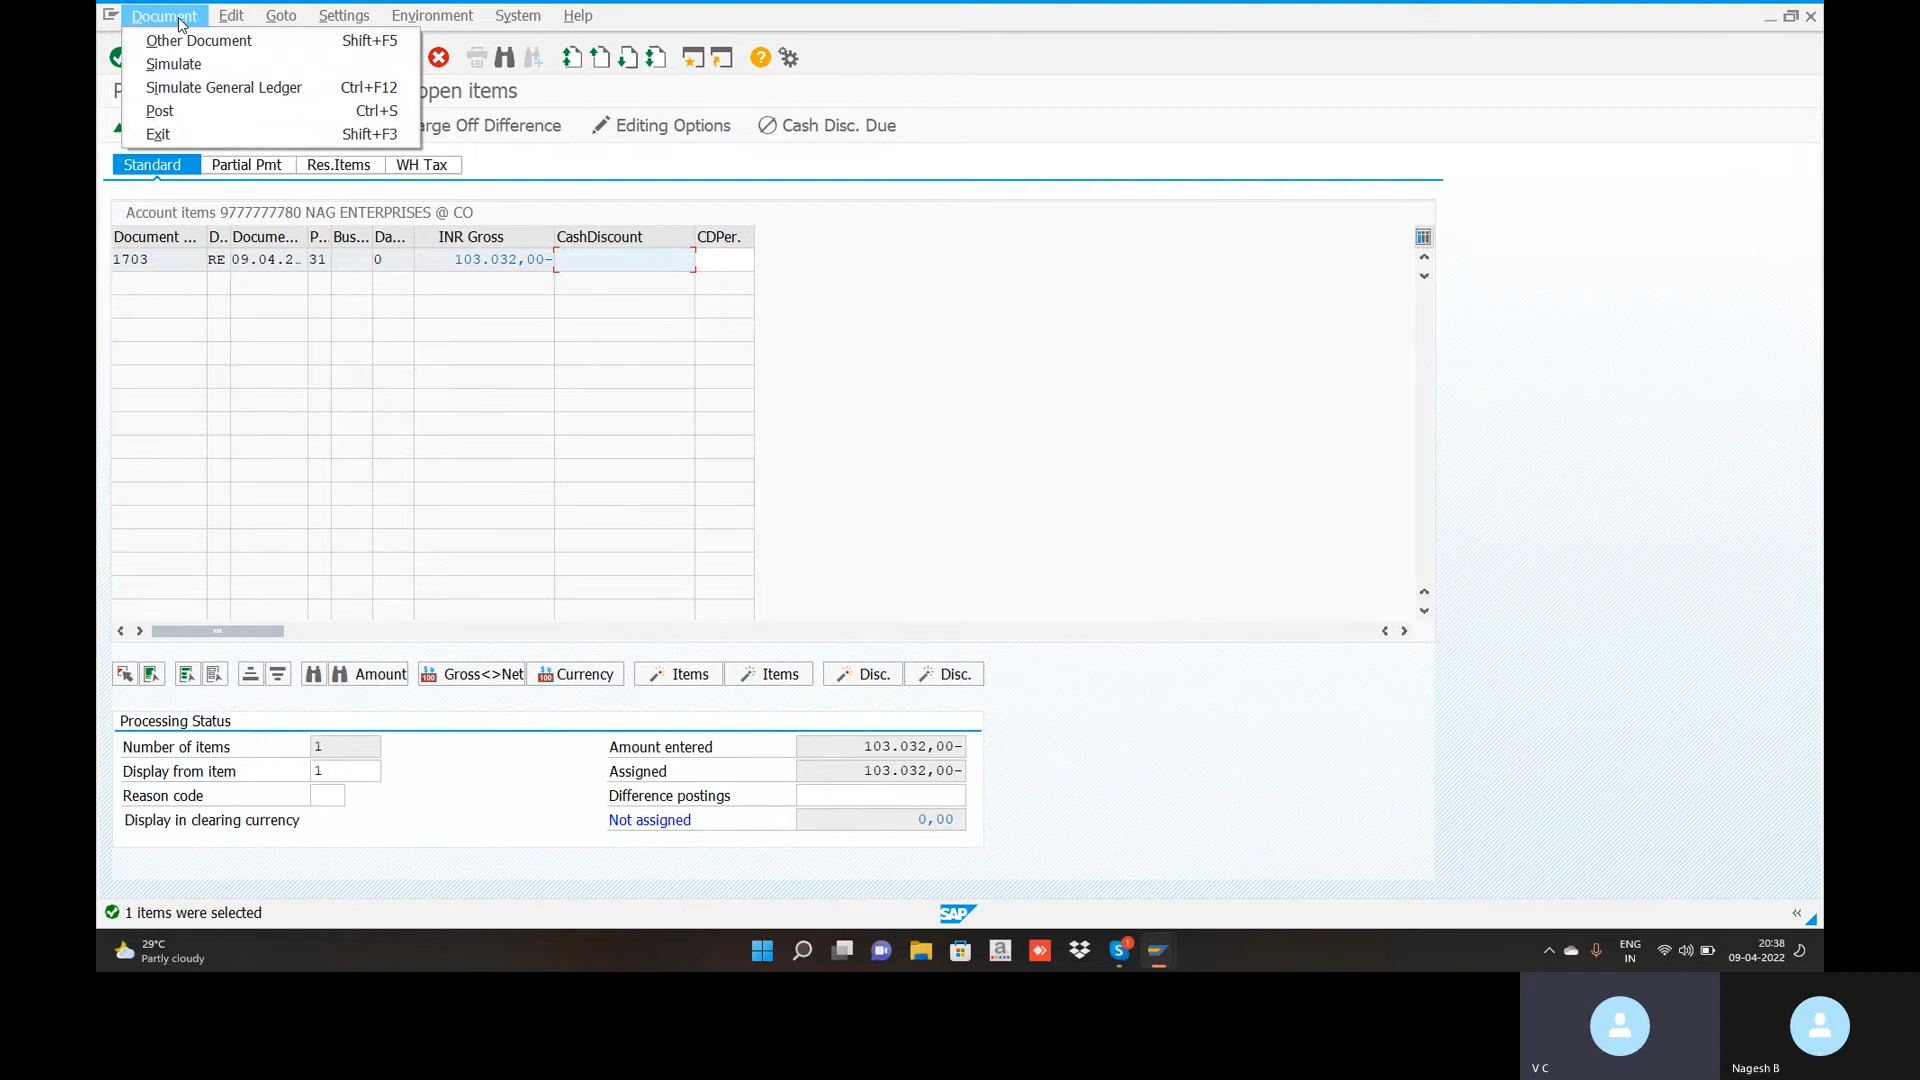 Document Edit Goto Settings Environment System Help
Other Document Shift+F5
Simulate
Simulate General Ledger Ctrl+F12
Post Ctrl+S
Exit Shift+F3
open items
arge Off Difference Editing Options Cash Disc. Due
Standard Partial Pmt Res.Items WH Tax
Account items 9777777780 NAG ENTERPRISES @ CO
Document ... D.. Docume... P... Bus... Da... INR Gross CashDiscount CDPer.
1703 RE 09.04.2… 31 0 103.032,00-
Amount Gross<>Net Currency Items Items Disc. Disc.
Processing Status
Number of items 1 Amount entered 103.032,00-
Display from item 1 Assigned 103.032,00-
Reason code Difference postings
Display in clearing currency Not assigned 0,00
1 items were selected SAP
29°C
Partly cloudy
ENG
IN
20:38
09-04-2022
V C Nagesh B